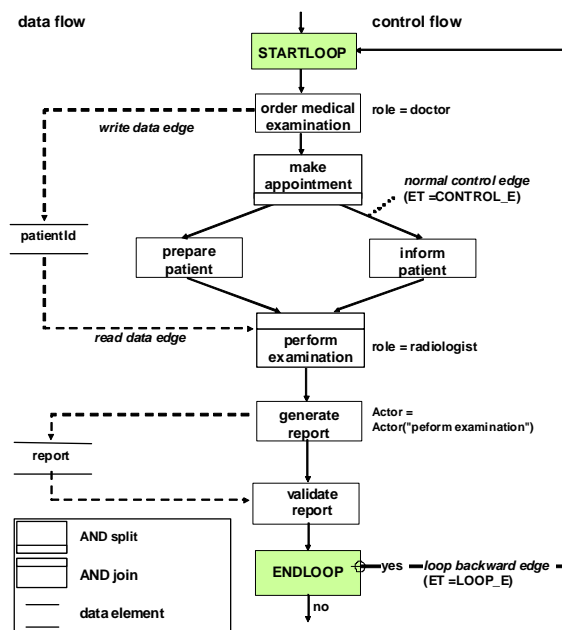 data flow
control flow
STARTLOOP
order medical
examination
role = doctor
write data edge
make
appointment
normal control edge
(ET =CONTROL_E)
patientId
prepare
patient
inform
patient
read data edge
perform
examination
role = radiologist
generate
report
Actor =
Actor("peform examination")
report
validate
report
AND split
ENDLOOP
yes
loop backward edge
(ET =LOOP_E)
AND join
no
data element